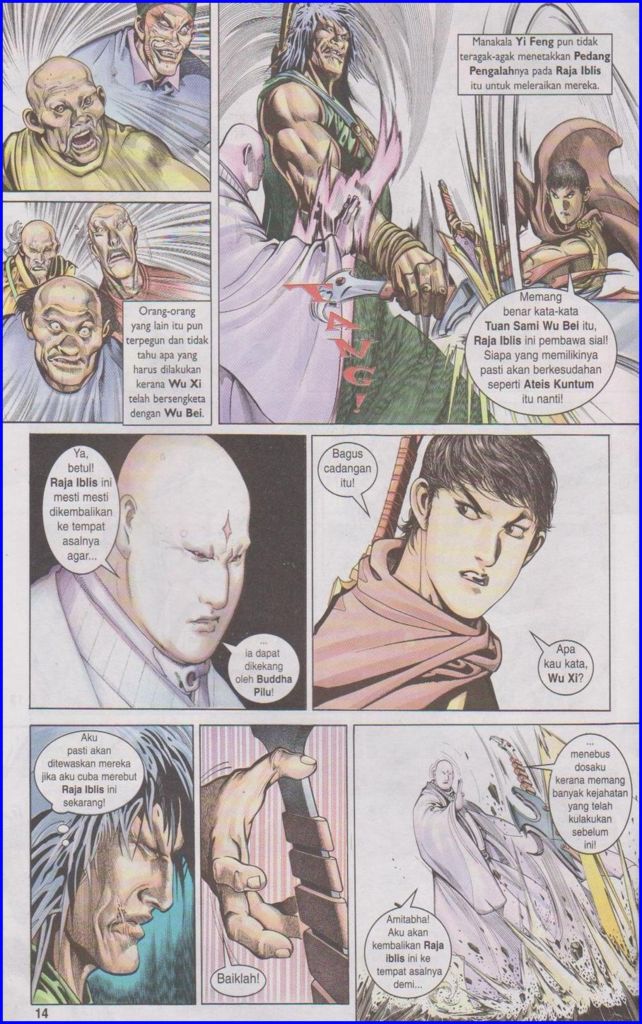 Manakala Yi Feng pun tidak
teragak-agak menetakkan Pedang
Pengalahnya pada Raja Iblis
itu untuk meleraikan mereka.
Orang-orang
yang lain itu pun
terpegun dan tidak
tahu apa yang
harus dilakukan
kerana Wu Xi
telah bersengketa
dengan Wu Bei.
TANG!
Memang
benar kata-kata
Tuan Sami Wu Bei itu,
Raja Iblis ini pembawa sial!
Siapa yang memilikinya
pasti akan berkesudahan
seperti Ateis Kuntum
itu nanti!
Ya,
betul!
Raja Iblis ini
mesti mesti
dikembalikan
ke tempat
asalnya
agar...
...
ia dapat
dikekang
oleh Buddha
Pilu!
Bagus
cadangan
itu!
Apa
kau kata,
Wu Xi?
Aku
pasti akan
ditewaskan mereka
jika aku cuba merebut
Raja Iblis ini
sekarang!
Baiklah!
Amitabha!
Aku akan
kembalikan Raja
iblis ini ke
tempat asalnya
demi...
...
menebus
dosaku
kerana memang
banyak kejahatan
yang telah
kulakukan
sebelum
ini!
14